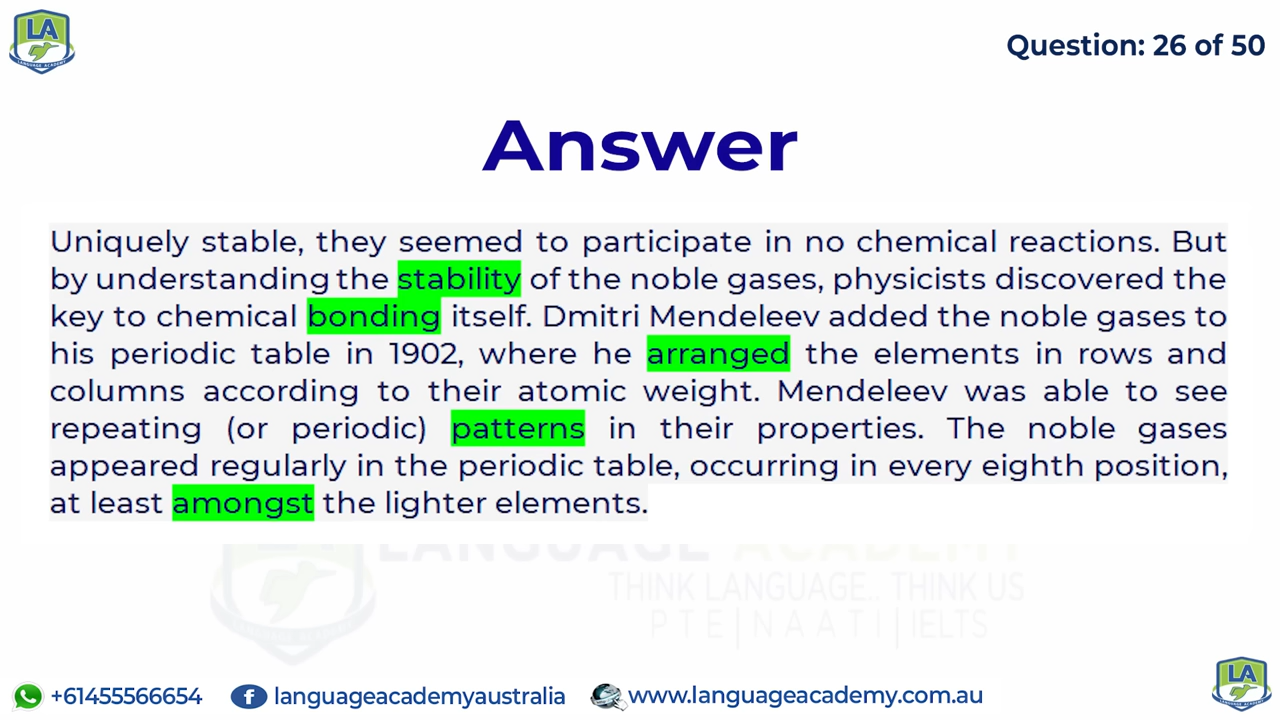 LA
LANGUAGE ACADEMY
Question: 26 of 50
Answer
Uniquely stable, they seemed to participate in no chemical reactions. But
by understanding the stability of the noble gases, physicists discovered the
key to chemical bonding itself. Dmitri Mendeleev added the noble gases to
his periodic table in 1902, where he arranged the elements in rows and
columns according to their atomic weight. Mendeleev was able to see
repeating (or periodic) patterns in their properties. The noble gases
appeared regularly in the periodic table, occurring in every eighth position,
at least amongst the lighter elements.
LANGUAGE ACADEMY
THINK LANGUAGE.. THINK US
PTE|NAATI|IELTS
+61455566654
languageacademyaustralia
www.languageacademy.com.au
LA